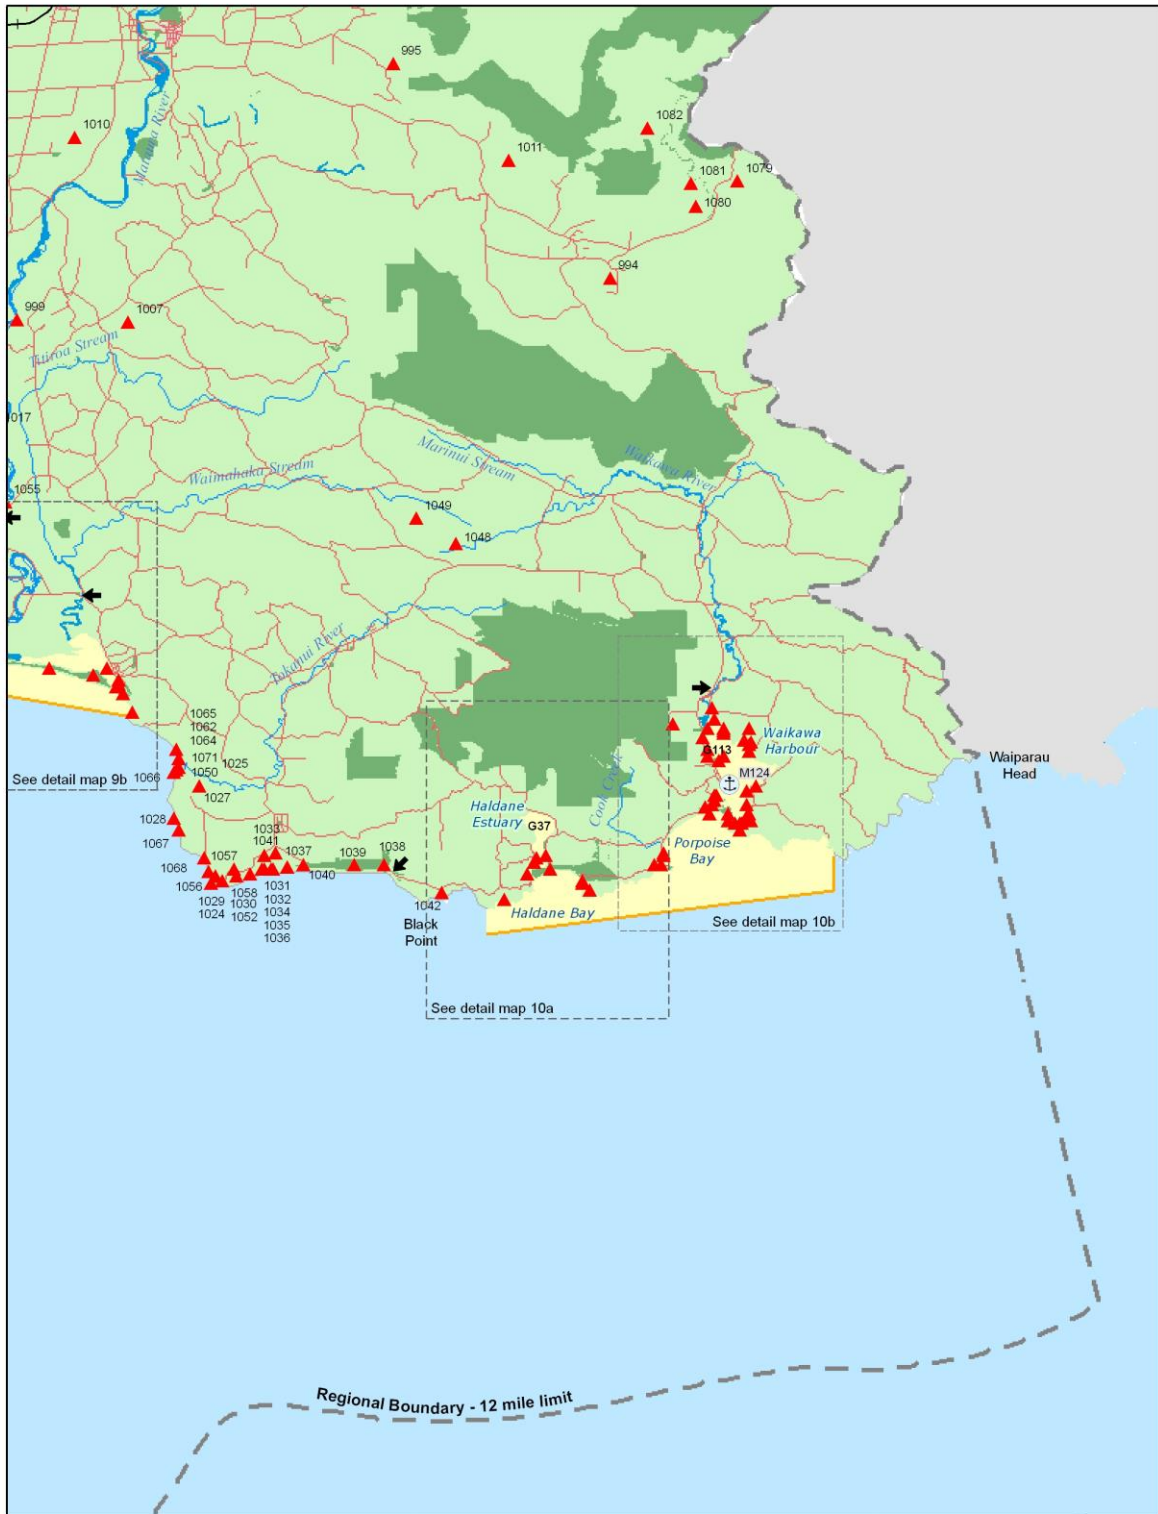 995
1082
1010
Mataura River
1011
1081
1079
1080
994
999
1007
Titiroa Stream
1017
Marinui Stream
Waikawa River
Waimahaka Stream
1055
1049
1048
Tokanui River
1065
1062
1064
1071
1050
1025
1066
See detail map 9b
1027
Waikawa
Harbour
G113
M124
Cook Creek
Haldane
Estuary
G37
1028
1067
1033
1041
1037
1039
1038
1068
1057
1040
Porpoise
Bay
1056
1029
1024
1058
1030
1052
1031
1032
1034
1035
1036
1042
Black
Point
Haldane Bay
See detail map 10b
See detail map 10a
Waiparau
Head
Regional Boundary - 12 mile limit